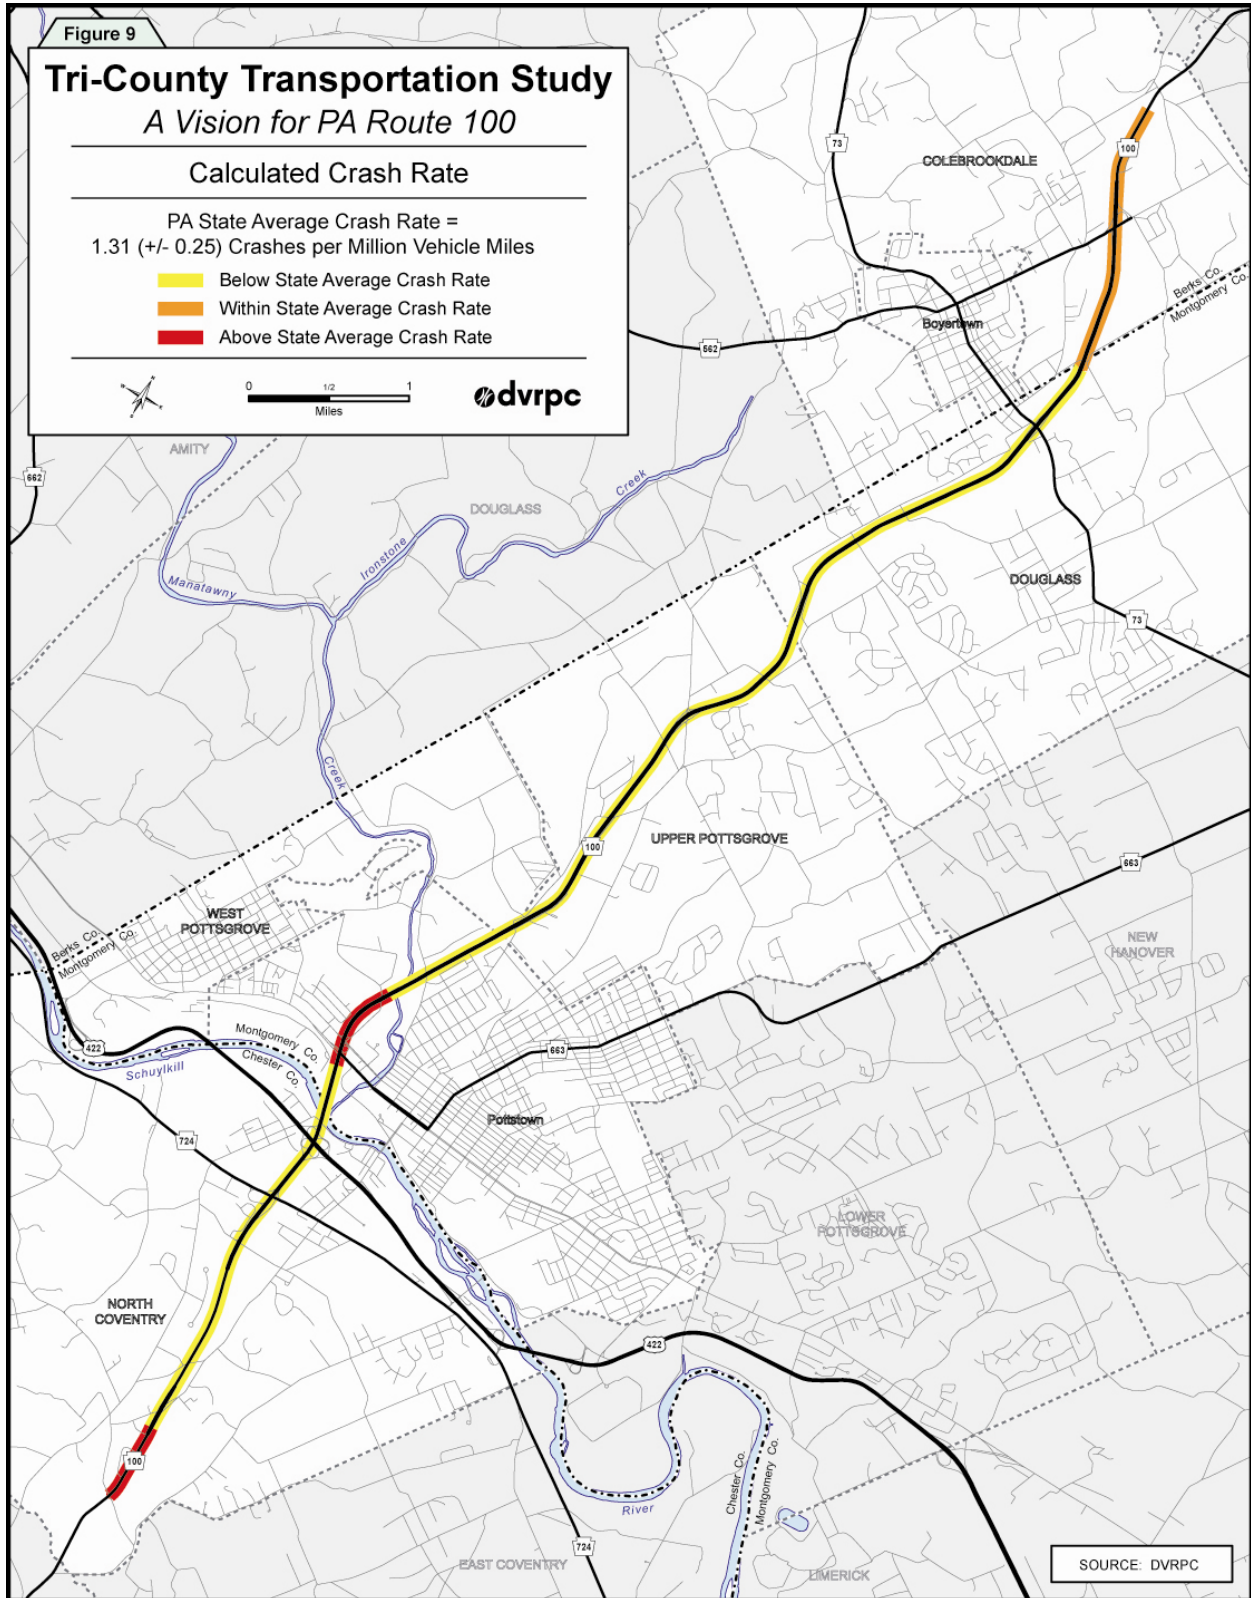 Figure 9
Tri-County Transportation Study
A Vision for PA Route 100
Calculated Crash Rate
PA State Average Crash Rate =
1.31 (+/- 0.25) Crashes per Million Vehicle Miles
Below State Average Crash Rate
Within State Average Crash Rate
Above State Average Crash Rate
N
0 1/2 1
Miles
dvrpc
73
COLEBROOKDALE
100
Berks Co.
Montgomery Co.
Boyertown
562
AMITY
662
DOUGLASS
Creek
Ironstone
Manatawny
DOUGLASS
73
Creek
100
UPPER POTTSGROVE
663
WEST
POTTSGROVE
Berks Co.
Montgomery Co.
NEW
HANOVER
422
Montgomery Co.
Chester Co.
663
Schuylkill
Pottstown
724
LOWER
POTTSGROVE
NORTH
COVENTRY
422
100
Chester Co.
Montgomery Co.
River
724
EAST COVENTRY
LIMERICK
SOURCE: DVRPC